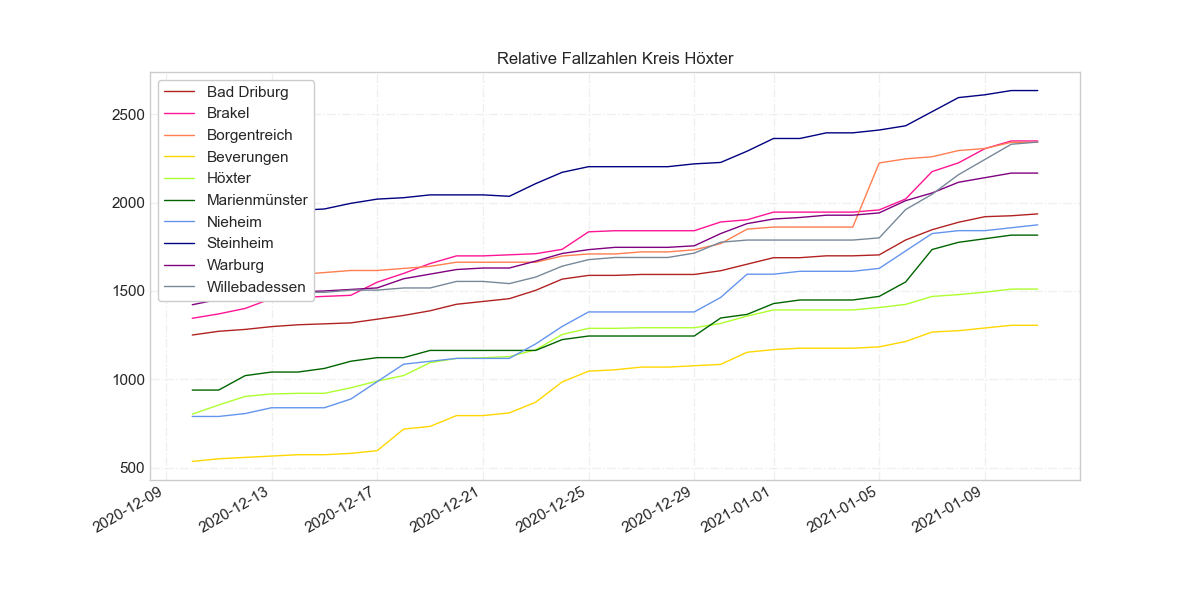 Relative Fallzahlen Kreis Höxter
Bad Driburg
Brakel
Borgentreich
Beverungen
Höxter
Marienmünster
Nieheim
Steinheim
Warburg
Willebadessen
2500
2000
1500
1000
500
2020-12-09
2020-12-13
2020-12-17
2020-12-21
2020-12-25
2020-12-29
2021-01-01
2021-01-05
2021-01-09